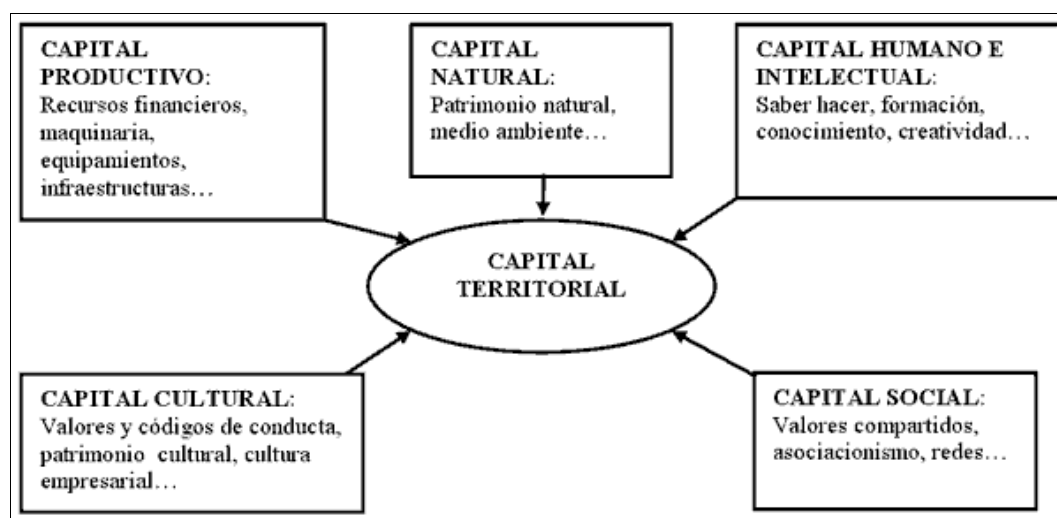 CAPITAL
PRODUCTIVO:
Recursos financieros,
maquinaria,
equipamientos,
infraestructuras…
CAPITAL
NATURAL:
Patrimonio natural,
medio ambiente…
CAPITAL HUMANO E
INTELECTUAL:
Saber hacer, formación,
conocimiento, creatividad…
CAPITAL
TERRITORIAL
CAPITAL CULTURAL:
Valores y códigos de conducta,
patrimonio cultural, cultura
empresarial…
CAPITAL SOCIAL:
Valores compartidos,
asociacionismo, redes…